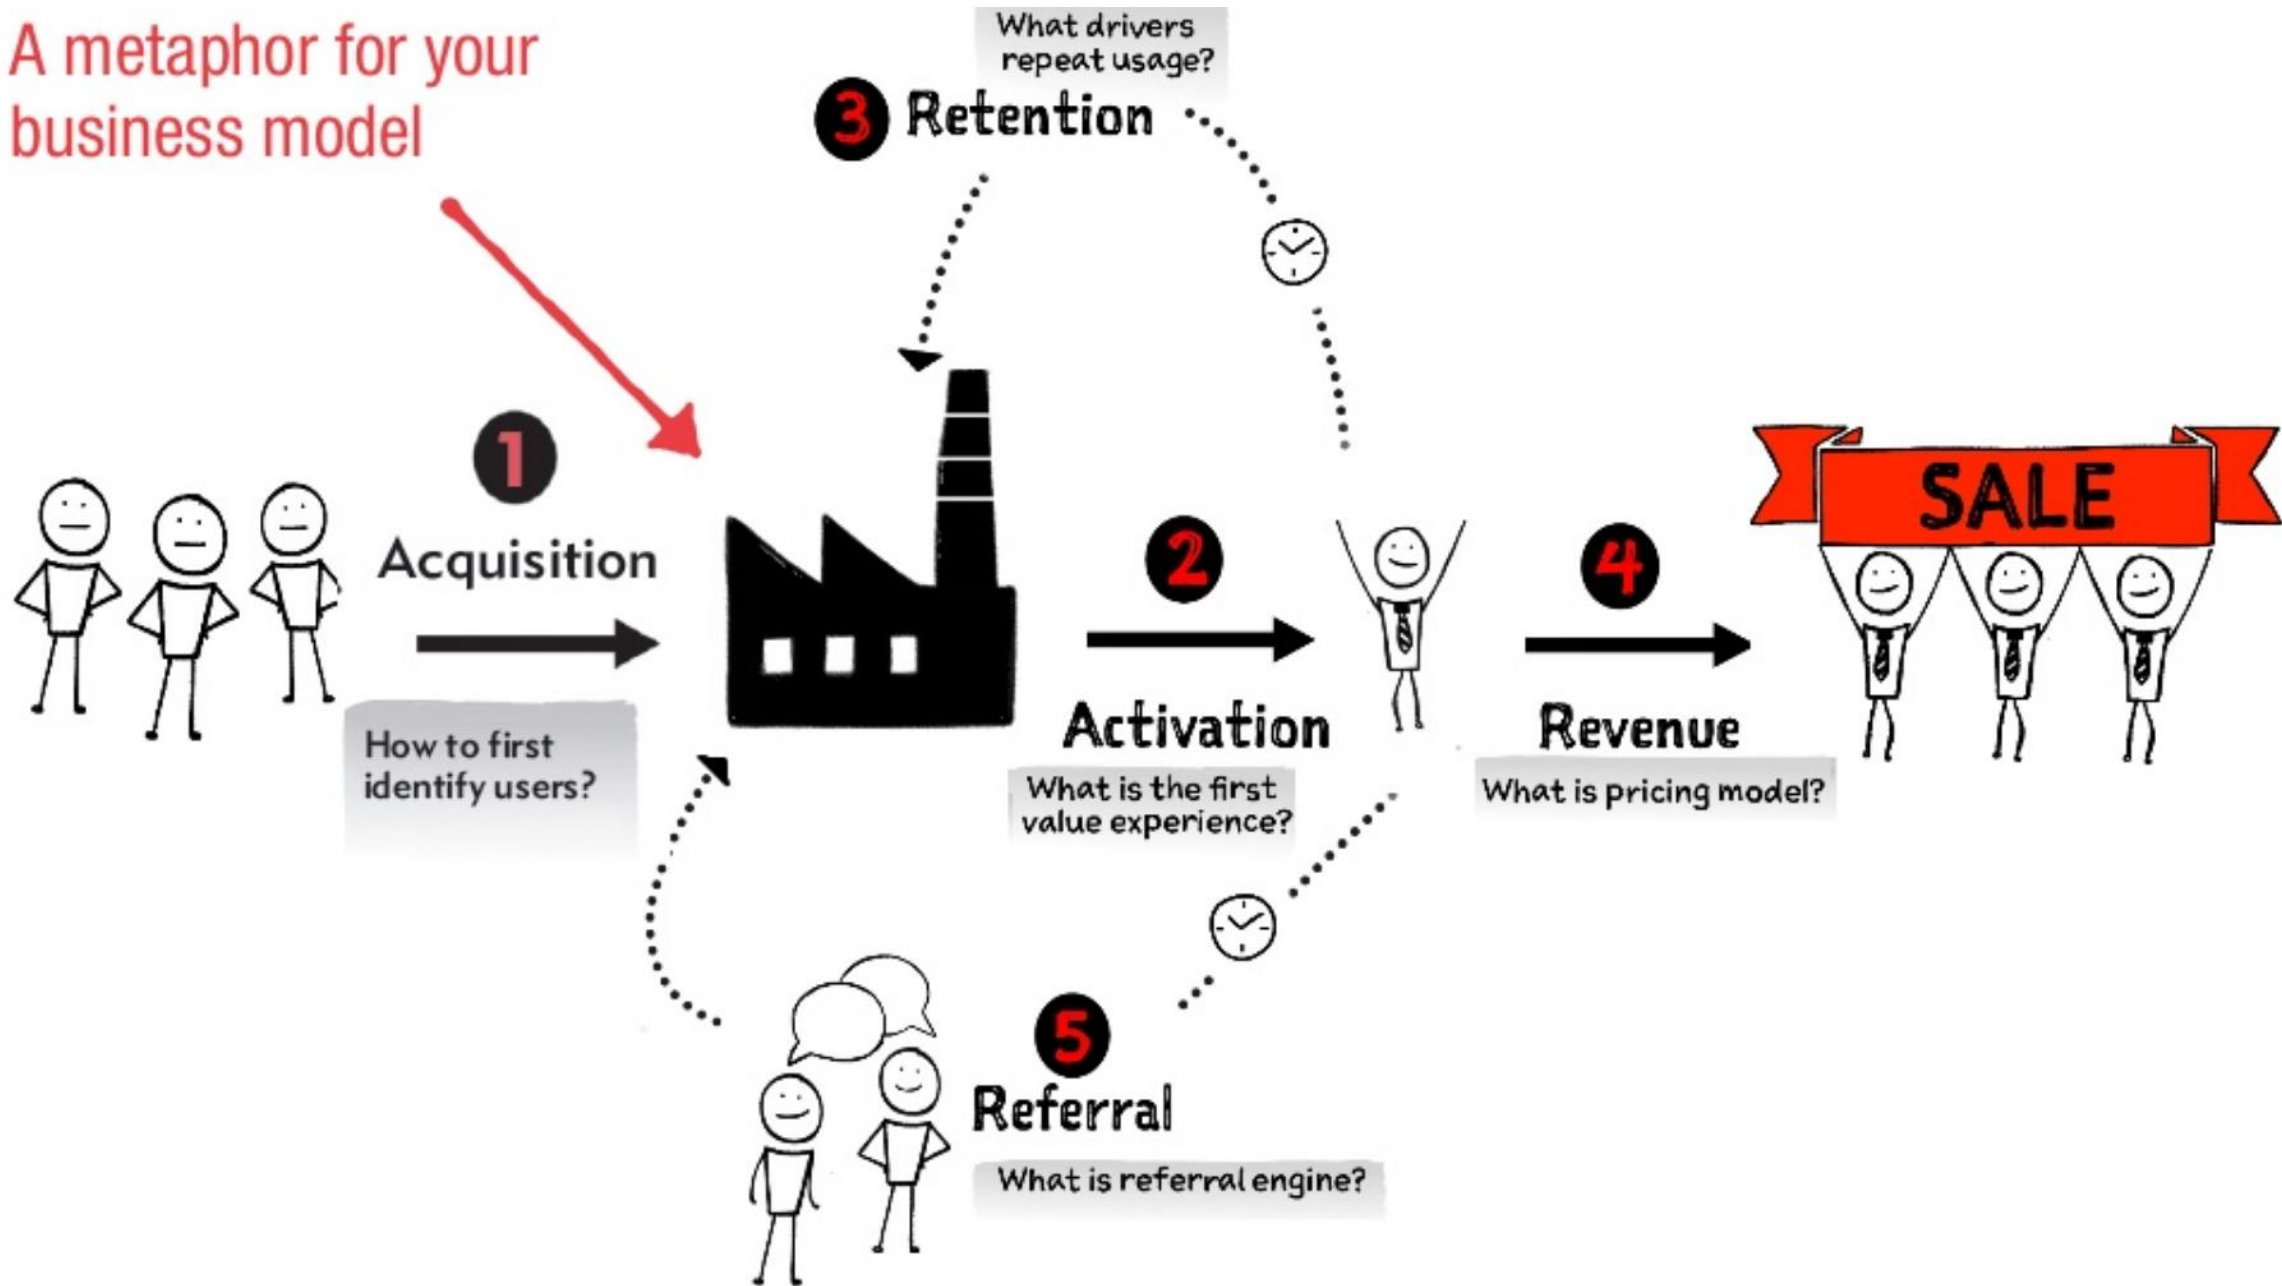 A metaphor for your
business model
What drivers
repeat usage?
3 Retention
1
Acquisition
How to first
identify users?
2
Activation
What is the first
value experience?
4
Revenue
What is pricing model?
SALE
5
Referral
What is referral engine?